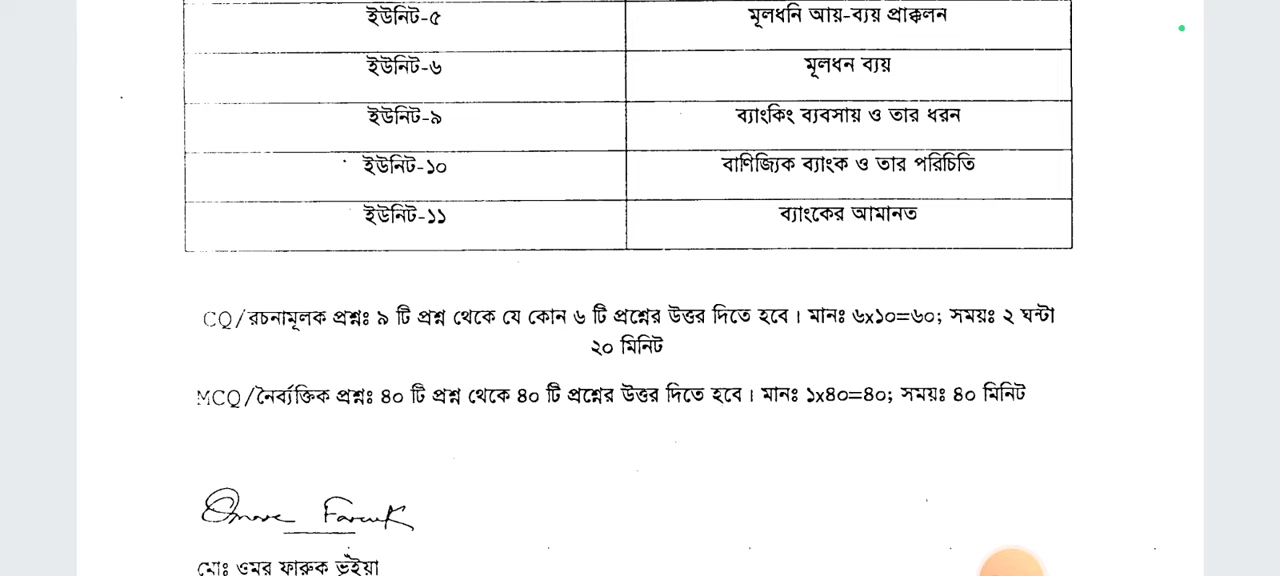 ইউনিট-৫ মূলধনি আয়-ব্যয় প্রাক্কলন
ইউনিট-৬ মূলধন ব্যয়
ইউনিট-৯ ব্যাংকিং ব্যবসায় ও তার ধরন
ইউনিট-১০ বাণিজ্যিক ব্যাংক ও তার পরিচিতি
ইউনিট-১১ ব্যাংকের আমানত
CQ/রচনামূলক প্রশ্নঃ ৯ টি প্রশ্ন থেকে যে কোন ৬ টি প্রশ্নের উত্তর দিতে হবে। মানঃ ৬x১০=৬০; সময়ঃ ২ ঘন্টা
২০ মিনিট
MCQ/নৈর্ব্যক্তিক প্রশ্নঃ ৪০ টি প্রশ্ন থেকে ৪০ টি প্রশ্নের উত্তর দিতে হবে। মানঃ ১x৪০=৪০; সময়ঃ ৪০ মিনিট
Omare Faruk
মোঃ ওমর ফারুক ভূঁইয়া